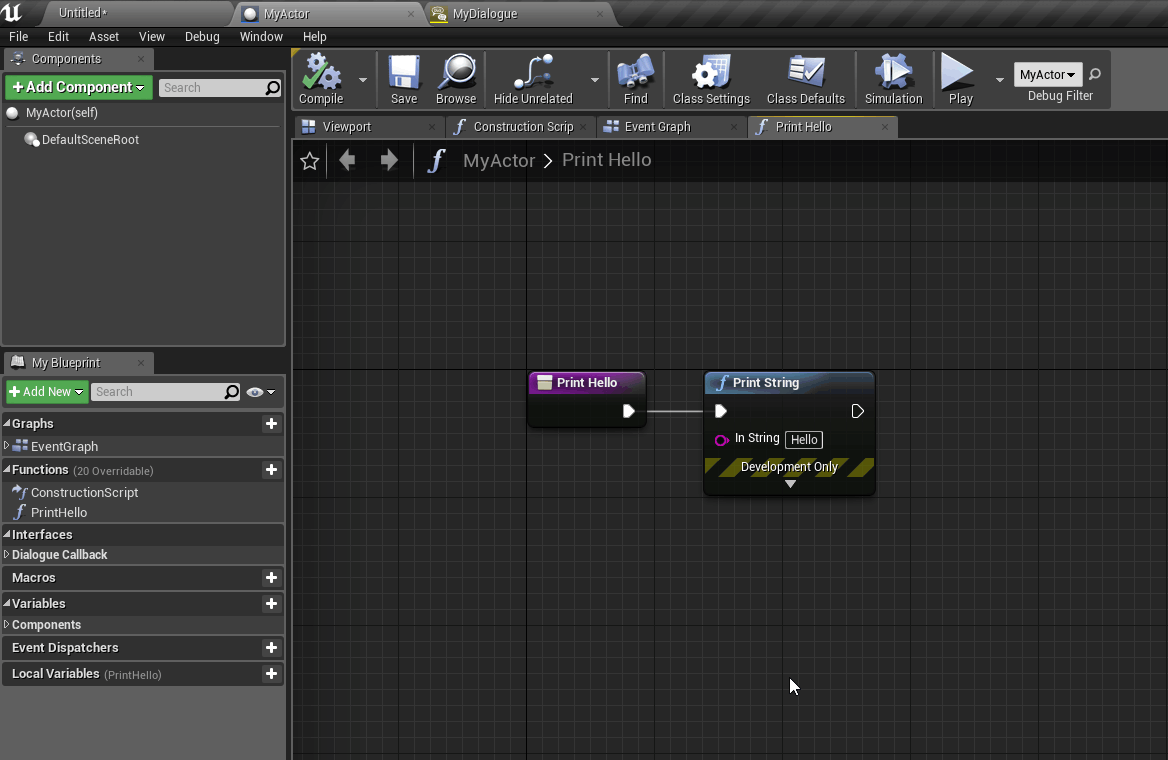 Untitled*
MyActor
MyDialogue
File Edit Asset View Debug Window Help
Components
+Add Component
Search
MyActor(self)
DefaultSceneRoot
My Blueprint
+Add New
Search
Graphs
EventGraph
Functions (20 Overridable)
ConstructionScript
PrintHello
Interfaces
Dialogue Callback
Macros
Variables
Components
Event Dispatchers
Local Variables (PrintHello)
Compile
Save
Browse
Hide Unrelated
Find
Class Settings
Class Defaults
Simulation
Play
MyActor
Debug Filter
Viewport
Construction Scrip
Event Graph
Print Hello
MyActor > Print Hello
Print Hello
Print String
In String Hello
Development Only